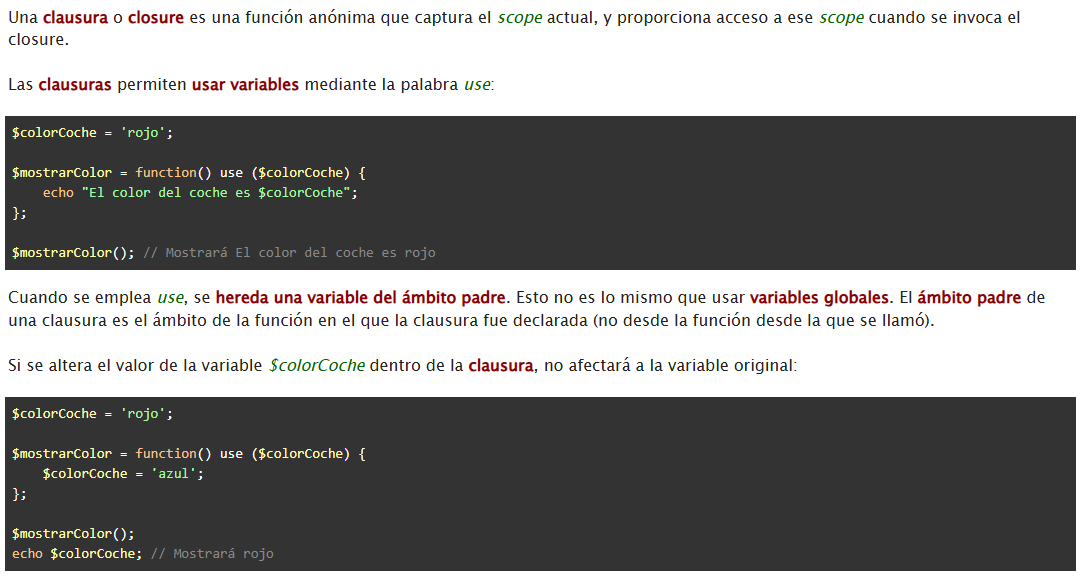 Una clausura o closure es una función anónima que captura el scope actual, y proporciona acceso a ese scope cuando se invoca el
closure.
Las clausuras permiten usar variables mediante la palabra use:
$colorCoche = 'rojo';
$mostrarColor = function() use ($colorCoche) {
    echo "El color del coche es $colorCoche";
};
$mostrarColor(); // Mostrará El color del coche es rojo
Cuando se emplea use, se hereda una variable del ámbito padre. Esto no es lo mismo que usar variables globales. El ámbito padre de
una clausura es el ámbito de la función en el que la clausura fue declarada (no desde la función desde la que se llamó).
Si se altera el valor de la variable $colorCoche dentro de la clausura, no afectará a la variable original:
$colorCoche = 'rojo';
$mostrarColor = function() use ($colorCoche) {
    $colorCoche = 'azul';
};
$mostrarColor();
echo $colorCoche; // Mostrará rojo